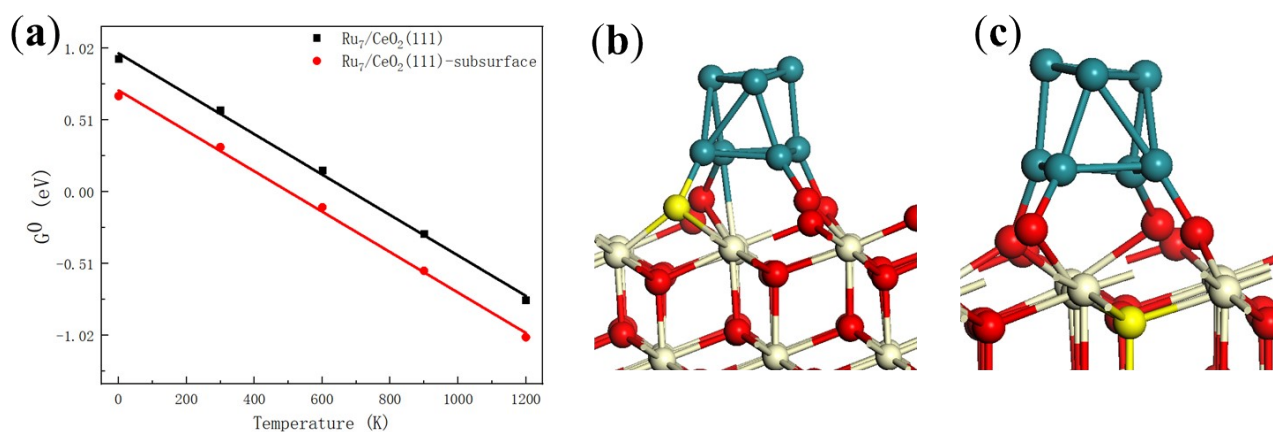 (a)
(b)
(c)
Ru7/CeO2(111)
Ru7/CeO2(111)-subsurface
1.02
0.51
0.00
-0.51
-1.02
G^O (eV)
0 200 400 600 800 1000 1200
Temperature (K)